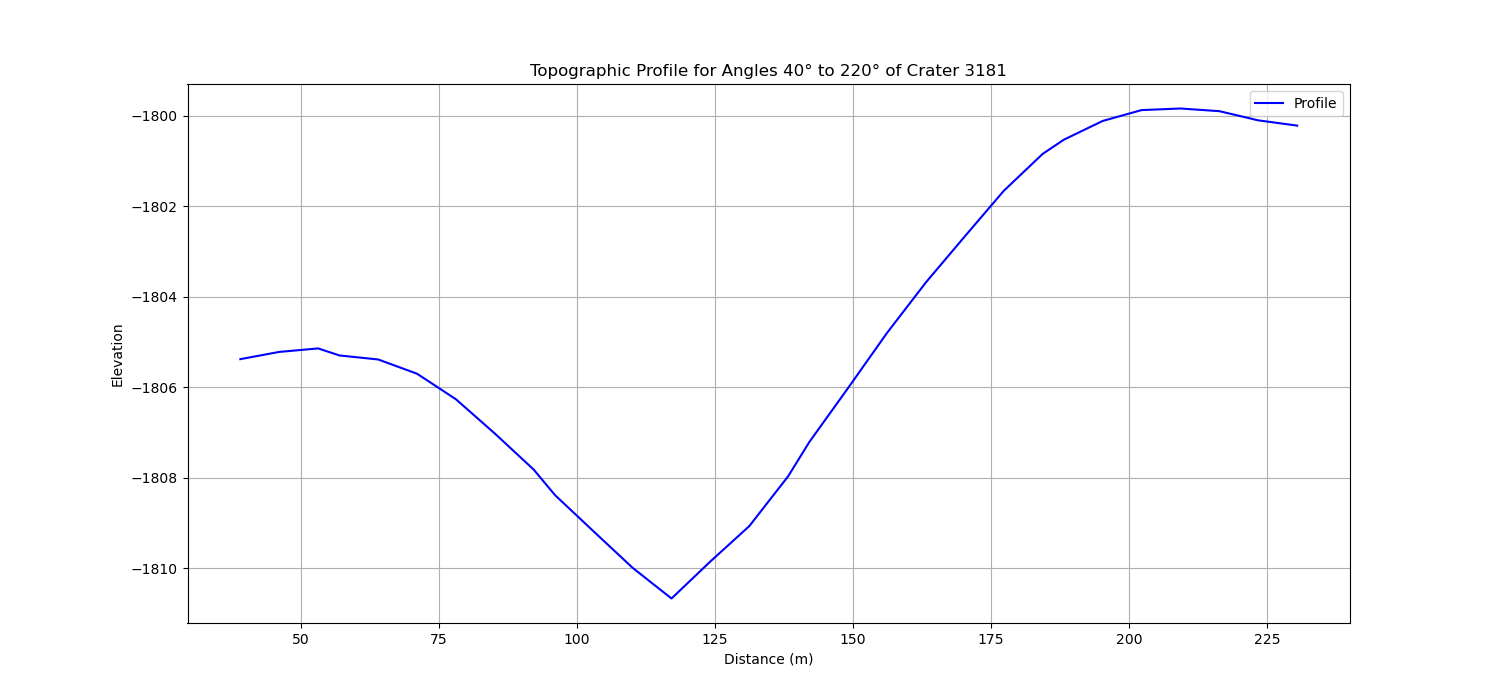 Topographic Profile for Angles 40° to 220° of Crater 3181
Profile
Elevation
−1800
−1802
−1804
−1806
−1808
−1810
50 75 100 125 150 175 200 225
Distance (m)